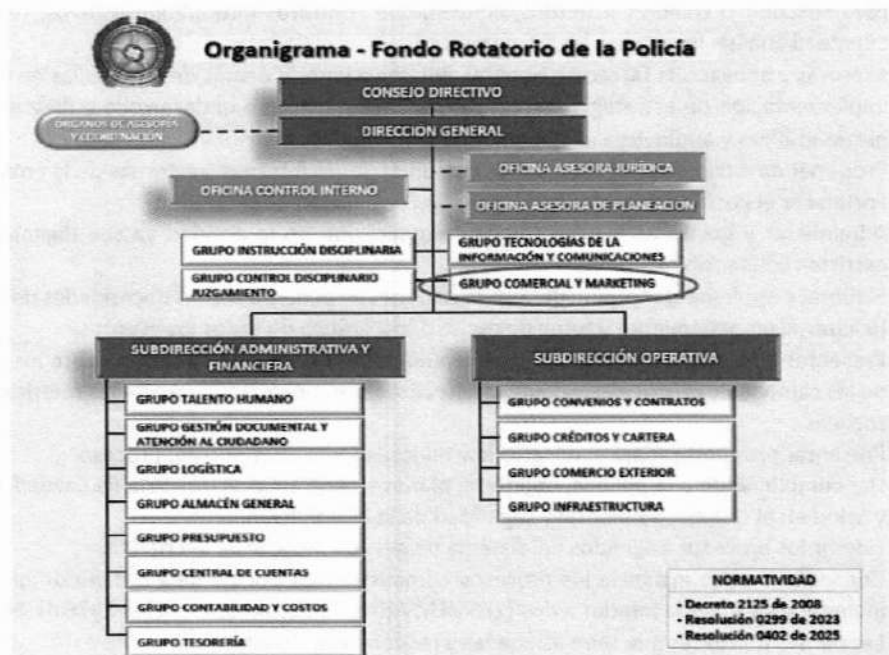 Organigrama - Fondo Rotatorio de la Policía
CONSEJO DIRECTIVO
ORGANOS DE ASESORÍA
Y COORDINACIÓN
DIRECCION GENERAL
OFICINA ASESORA JURÍDICA
OFICINA CONTROL INTERNO
OFICINA ASESORA DE PLANEACIÓN
GRUPO INSTRUCCIÓN DISCIPLINARIA
GRUPO TECNOLOGÍAS DE LA
INFORMACIÓN Y COMUNICACIONES
GRUPO CONTROL DISCIPLINARIO
JUZGAMIENTO
GRUPO COMERCIAL Y MARKETING
SUBDIRECCIÓN ADMINISTRATIVA Y
FINANCIERA
GRUPO TALENTO HUMANO
GRUPO GESTIÓN DOCUMENTAL Y
ATENCIÓN AL CIUDADANO
GRUPO LOGÍSTICA
GRUPO ALMACÉN GENERAL
GRUPO PRESUPUESTO
GRUPO CENTRAL DE CUENTAS
GRUPO CONTABILIDAD Y COSTOS
GRUPO TESORERÍA
SUBDIRECCIÓN OPERATIVA
GRUPO CONVENIOS Y CONTRATOS
GRUPO CRÉDITOS Y CARTERA
GRUPO COMERCIO EXTERIOR
GRUPO INFRAESTRUCTURA
NORMATIVIDAD
- Decreto 2125 de 2008
- Resolución 0299 de 2023
- Resolución 0402 de 2025